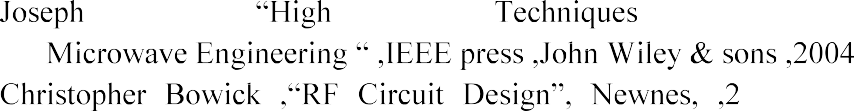 Joseph “High Techniques
Microwave Engineering “ ,IEEE press ,John Wiley & sons ,2004
Christopher Bowick ,“RF Circuit Design”, Newnes, ,2